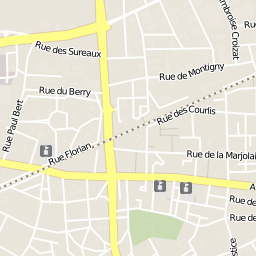 Ambroise Croizat
Rue des Sureaux
Rue de Montigny
Rue du Berry
Rue Paul Bert
Rue des Courlis
Rue Florian
Rue de la Marjolai
A
Rue de
Rue de